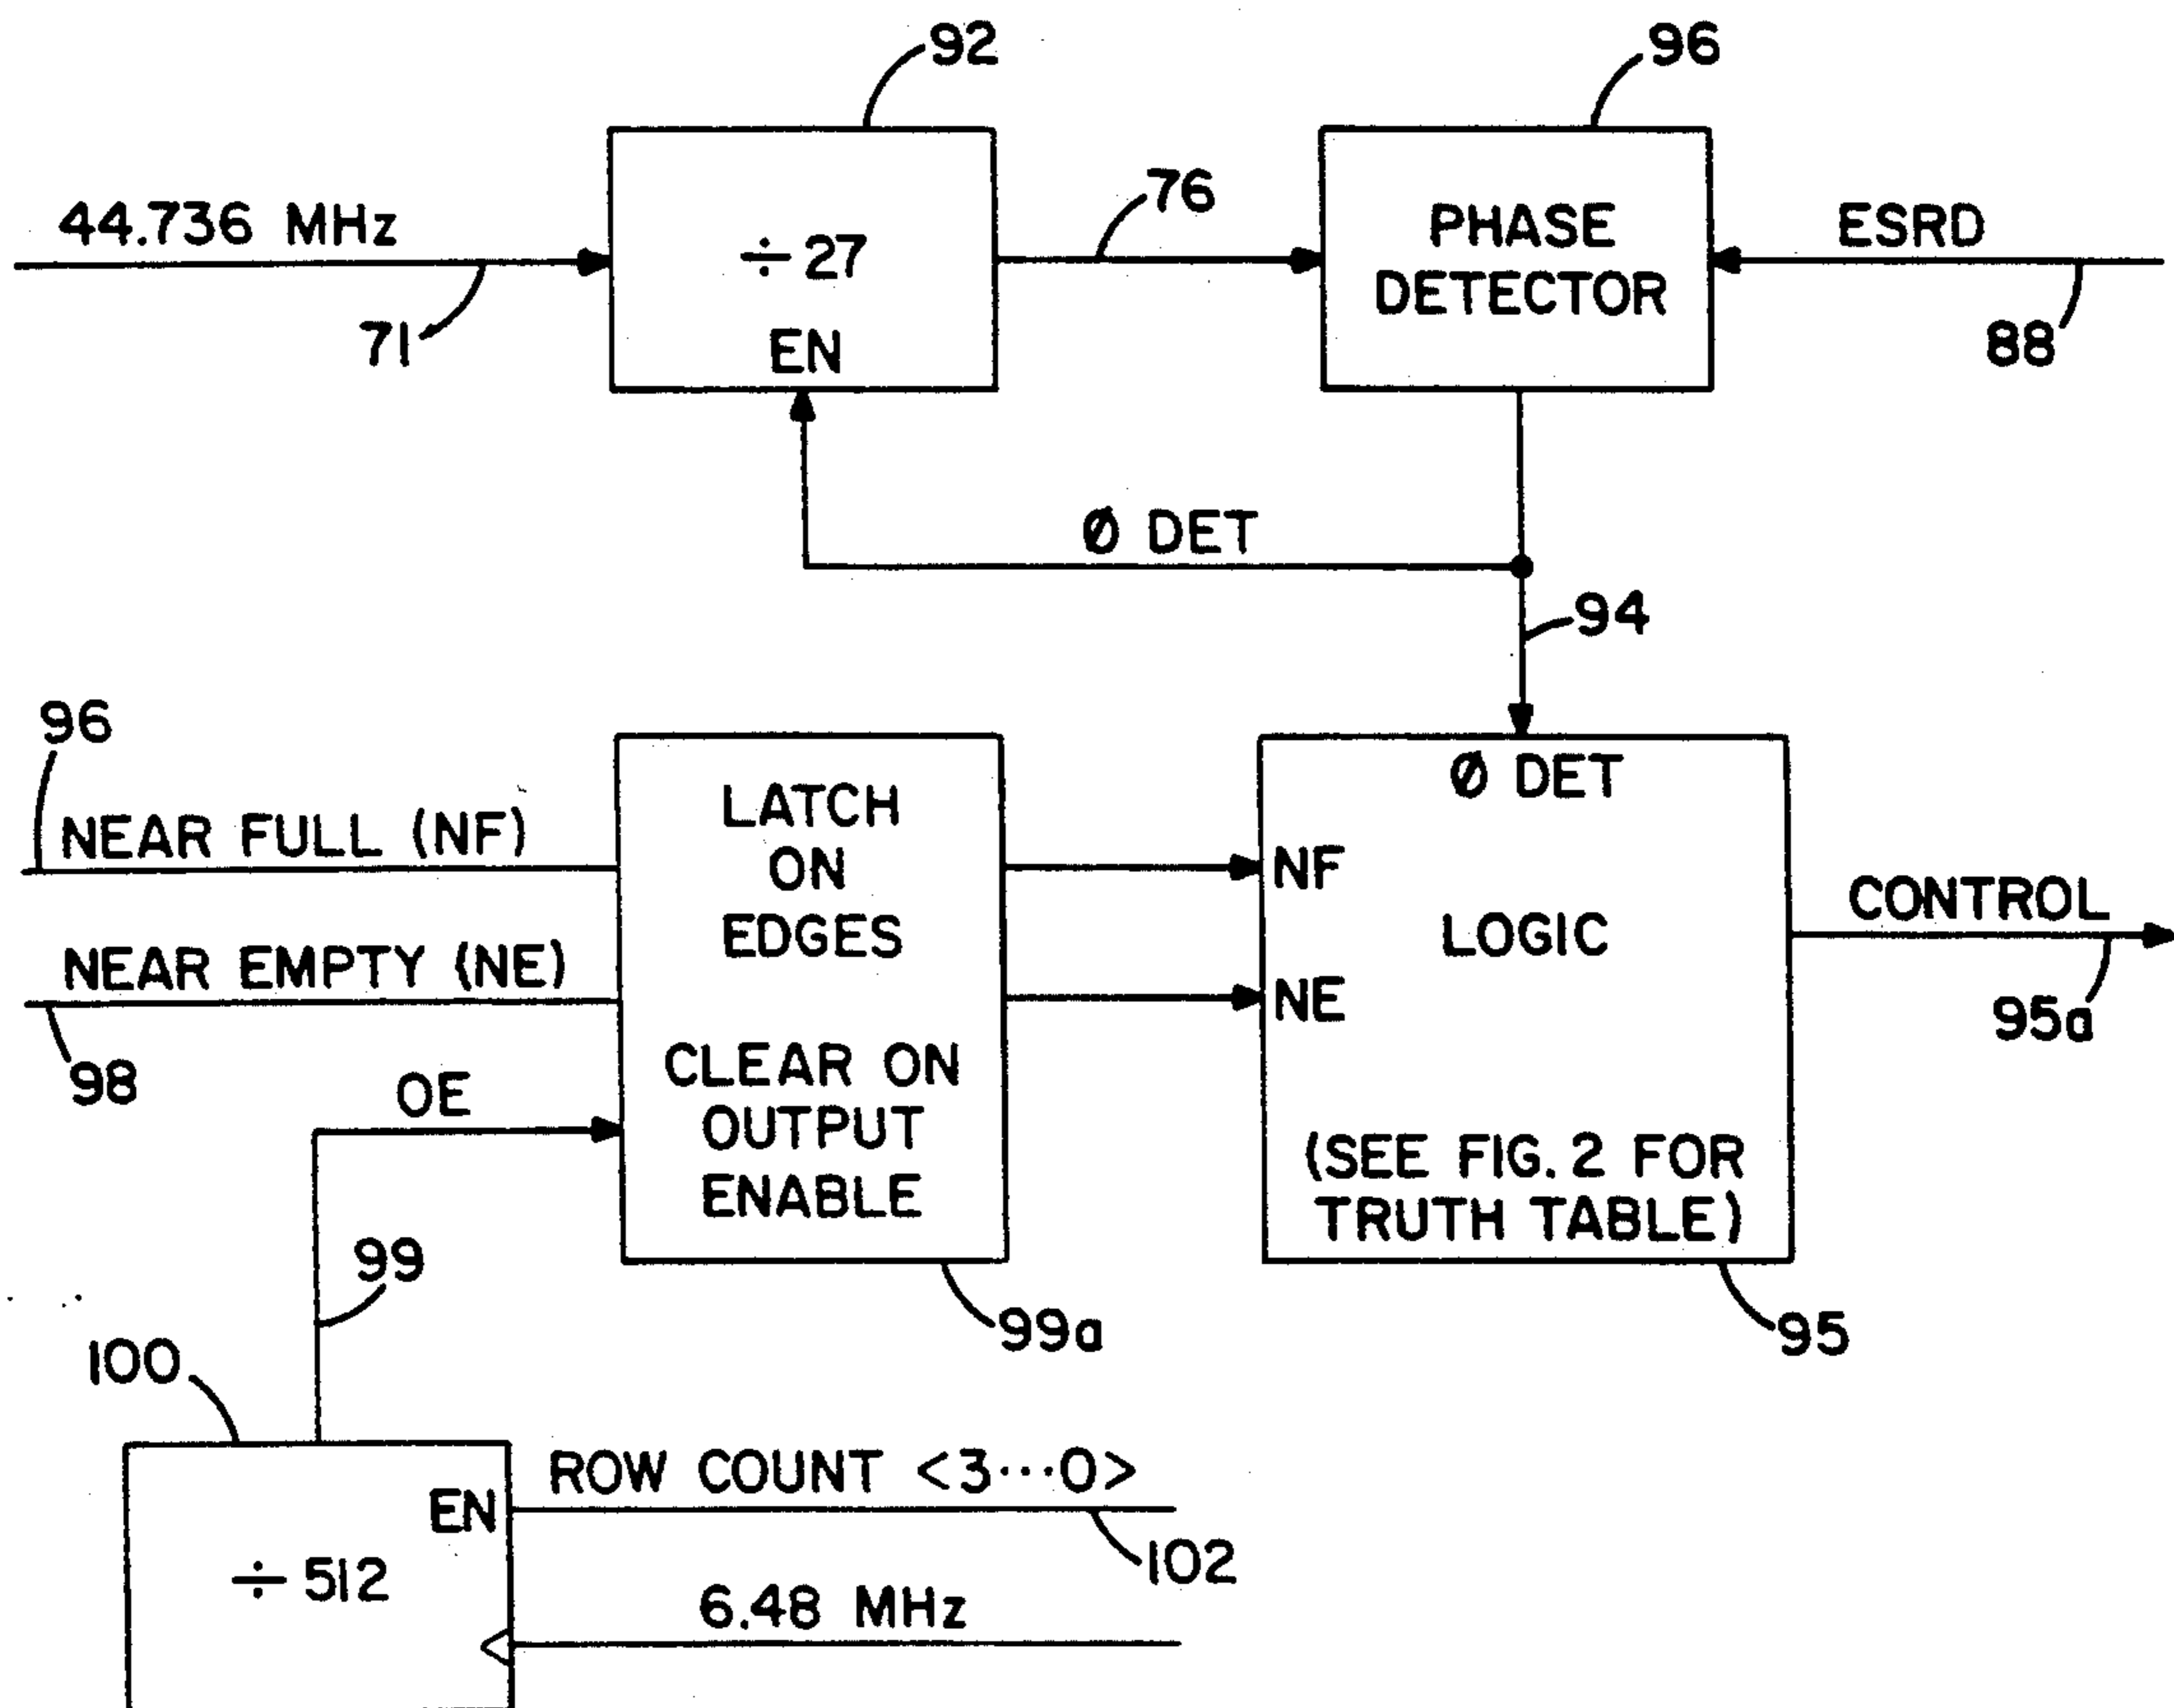 92
96
44.736 MHz
÷ 27
EN
76
PHASE
DETECTOR
ESRD
71
88
Ø DET
94
96
NEAR FULL (NF)
NEAR EMPTY (NE)
98
OE
LATCH
ON
EDGES
CLEAR ON
OUTPUT
ENABLE
Ø DET
NF
LOGIC
NE
(SEE FIG. 2 FOR
TRUTH TABLE)
CONTROL
95a
99
99a
95
100
EN
÷ 512
ROW COUNT <3···0>
102
6.48 MHz